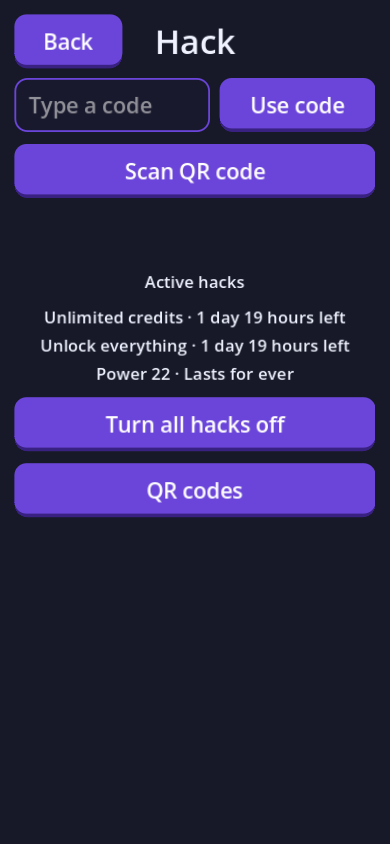 Back
Hack
Type a code
Use code
Scan QR code
Active hacks
Unlimited credits · 1 day 19 hours left
Unlock everything · 1 day 19 hours left
Power 22 · Lasts for ever
Turn all hacks off
QR codes